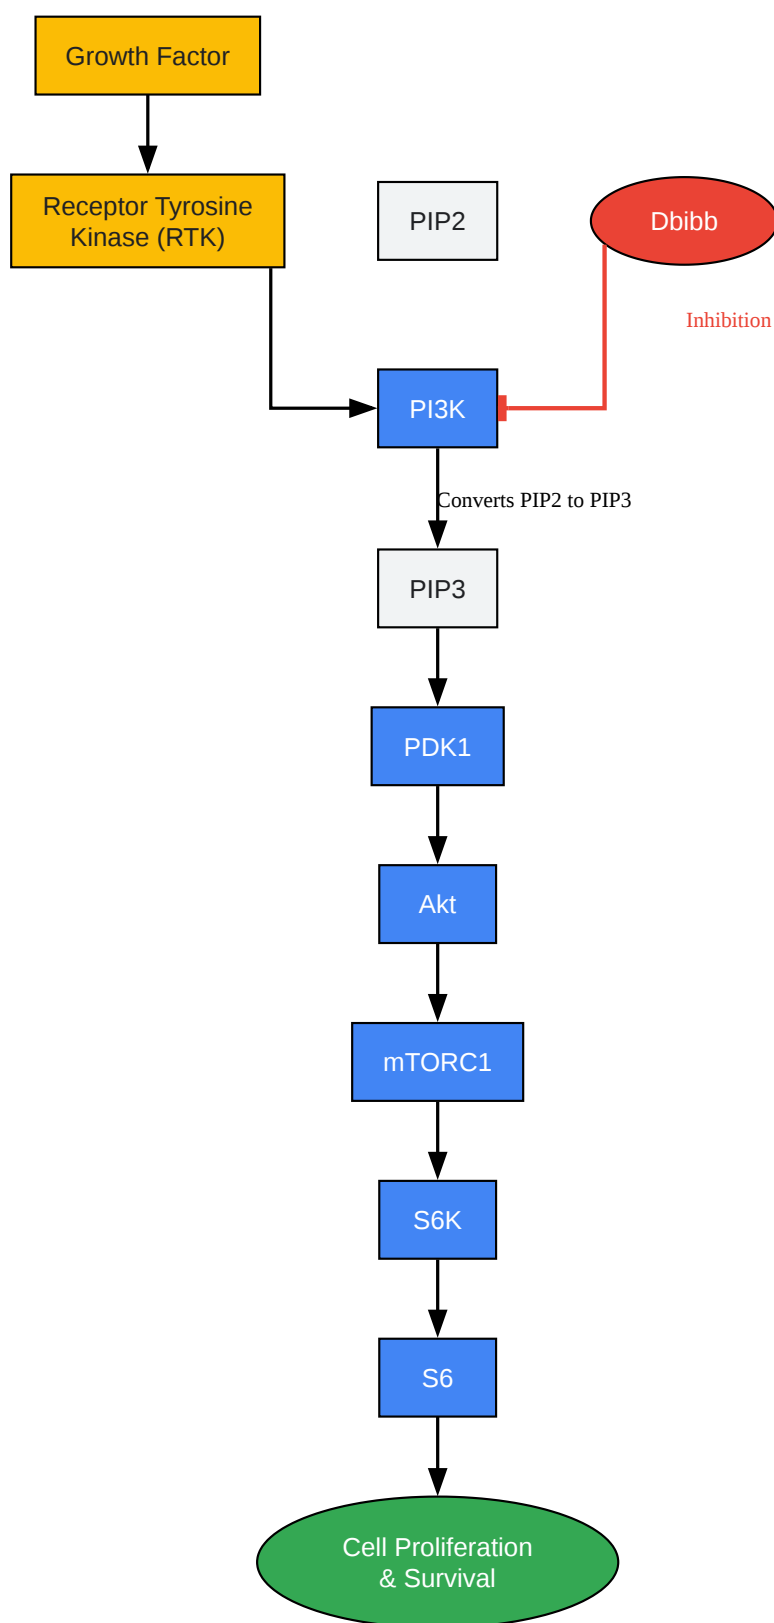 Growth Factor
Receptor Tyrosine
Kinase (RTK)
PIP2
Dbibb
Inhibition
PI3K
Converts PIP2 to PIP3
PIP3
PDK1
Akt
mTORC1
S6K
S6
Cell Proliferation
& Survival